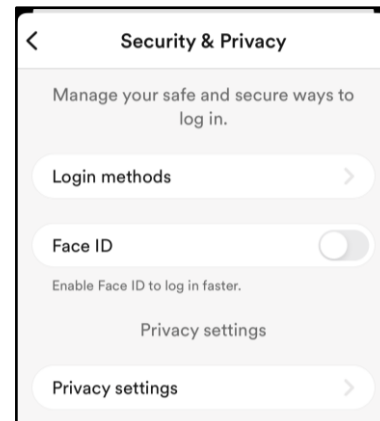 Security & Privacy
Manage your safe and secure ways to
log in.
Login methods
Face ID
Enable Face ID to log in faster.
Privacy settings
Privacy settings